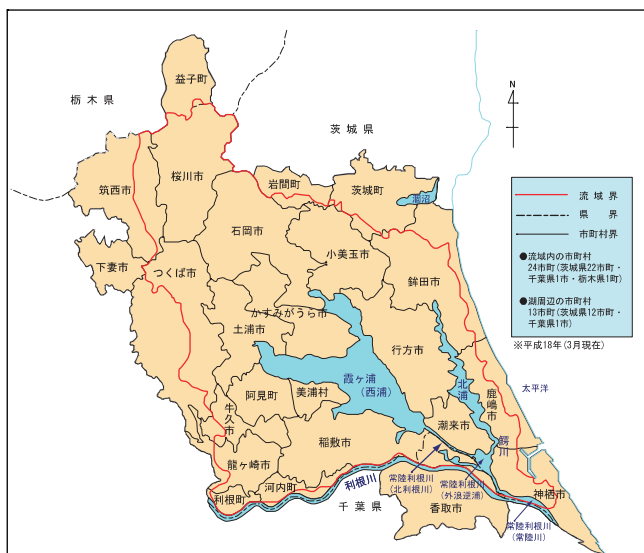 益子町
栃木県
茨城県
N
桜川市
筑西市
岩間町
茨城町
涸沼
石岡市
小美玉市
下妻市
つくば市
鉾田市
かすみがうら市
土浦市
行方市
霞ヶ浦
(西浦)
北浦
太平洋
鹿嶋市
阿見町
美浦村
牛久市
潮来市
鰐川
稲敷市
龍ヶ崎市
河内町
利根町
利根川
千葉県
常陸利根川
(北利根川)
常陸利根川
(外浪逆浦)
香取市
神栖市
常陸利根川
(常陸川)
流域界
県界
市町村界
●流域内の市町村
24市町(茨城県22市町・
千葉県1市・栃木県1町)
●湖周辺の市町村
13市町(茨城県12市町・
千葉県1市)
※平成18年(3月現在)